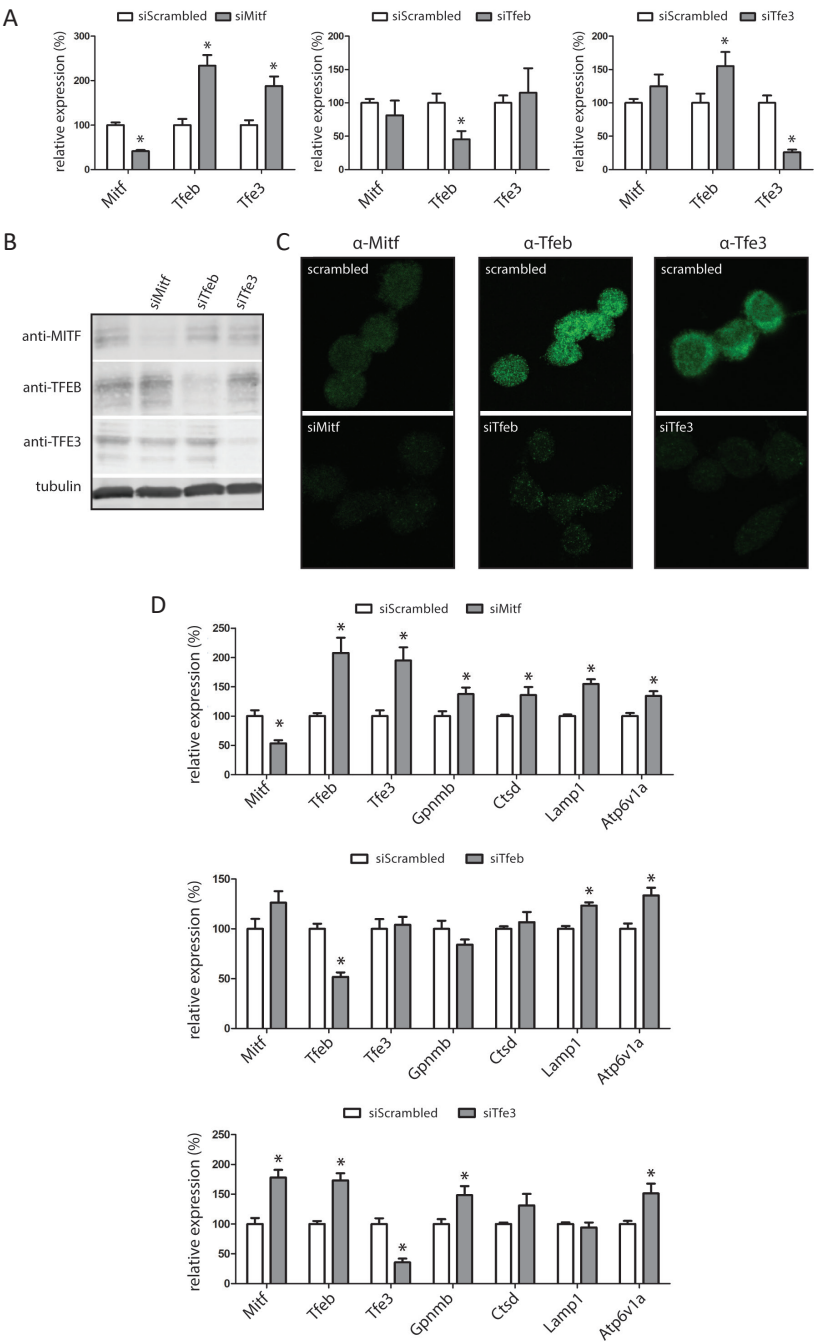 A
siScrambled siMitf
relative expression (%)
300
200
100
0
*
*
*
Mitf
Tfeb
Tfe3
siScrambled siTfeb
relative expression (%)
200
150
100
50
0
*
Mitf
Tfeb
Tfe3
siScrambled siTfe3
relative expression (%)
200
150
100
50
0
*
*
Mitf
Tfeb
Tfe3
B
siMitf
siTfeb
siTfe3
anti-MITF
anti-TFEB
anti-TFE3
tubulin
C
α-Mitf
α-Tfeb
α-Tfe3
scrambled
scrambled
scrambled
siMitf
siTfeb
siTfe3
D
siScrambled siMitf
relative expression (%)
250
200
150
100
50
0
*
*
*
*
*
*
*
Mitf
Tfeb
Tfe3
Gpnmb
Ctsd
Lamp1
Atp6v1a
siScrambled siTfeb
relative expression (%)
150
100
50
0
*
*
*
Mitf
Tfeb
Tfe3
Gpnmb
Ctsd
Lamp1
Atp6v1a
siScrambled siTfe3
relative expression (%)
250
200
150
100
50
0
*
*
*
*
*
Mitf
Tfeb
Tfe3
Gpnmb
Ctsd
Lamp1
Atp6v1a